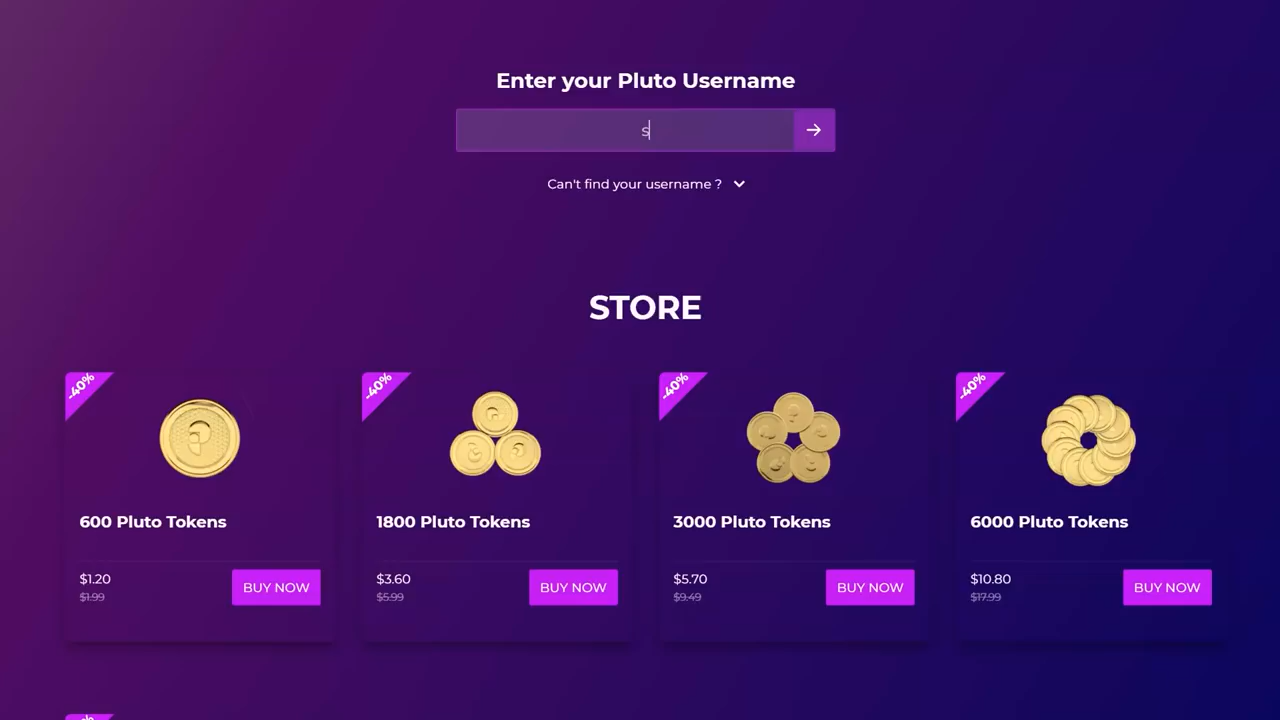 Enter your Pluto Username
s
Can't find your username ?
STORE
-40%
-40%
-40%
-40%
600 Pluto Tokens
1800 Pluto Tokens
3000 Pluto Tokens
6000 Pluto Tokens
$1.20
$1.99
BUY NOW
$3.60
$5.99
BUY NOW
$5.70
$9.49
BUY NOW
$10.80
$17.99
BUY NOW